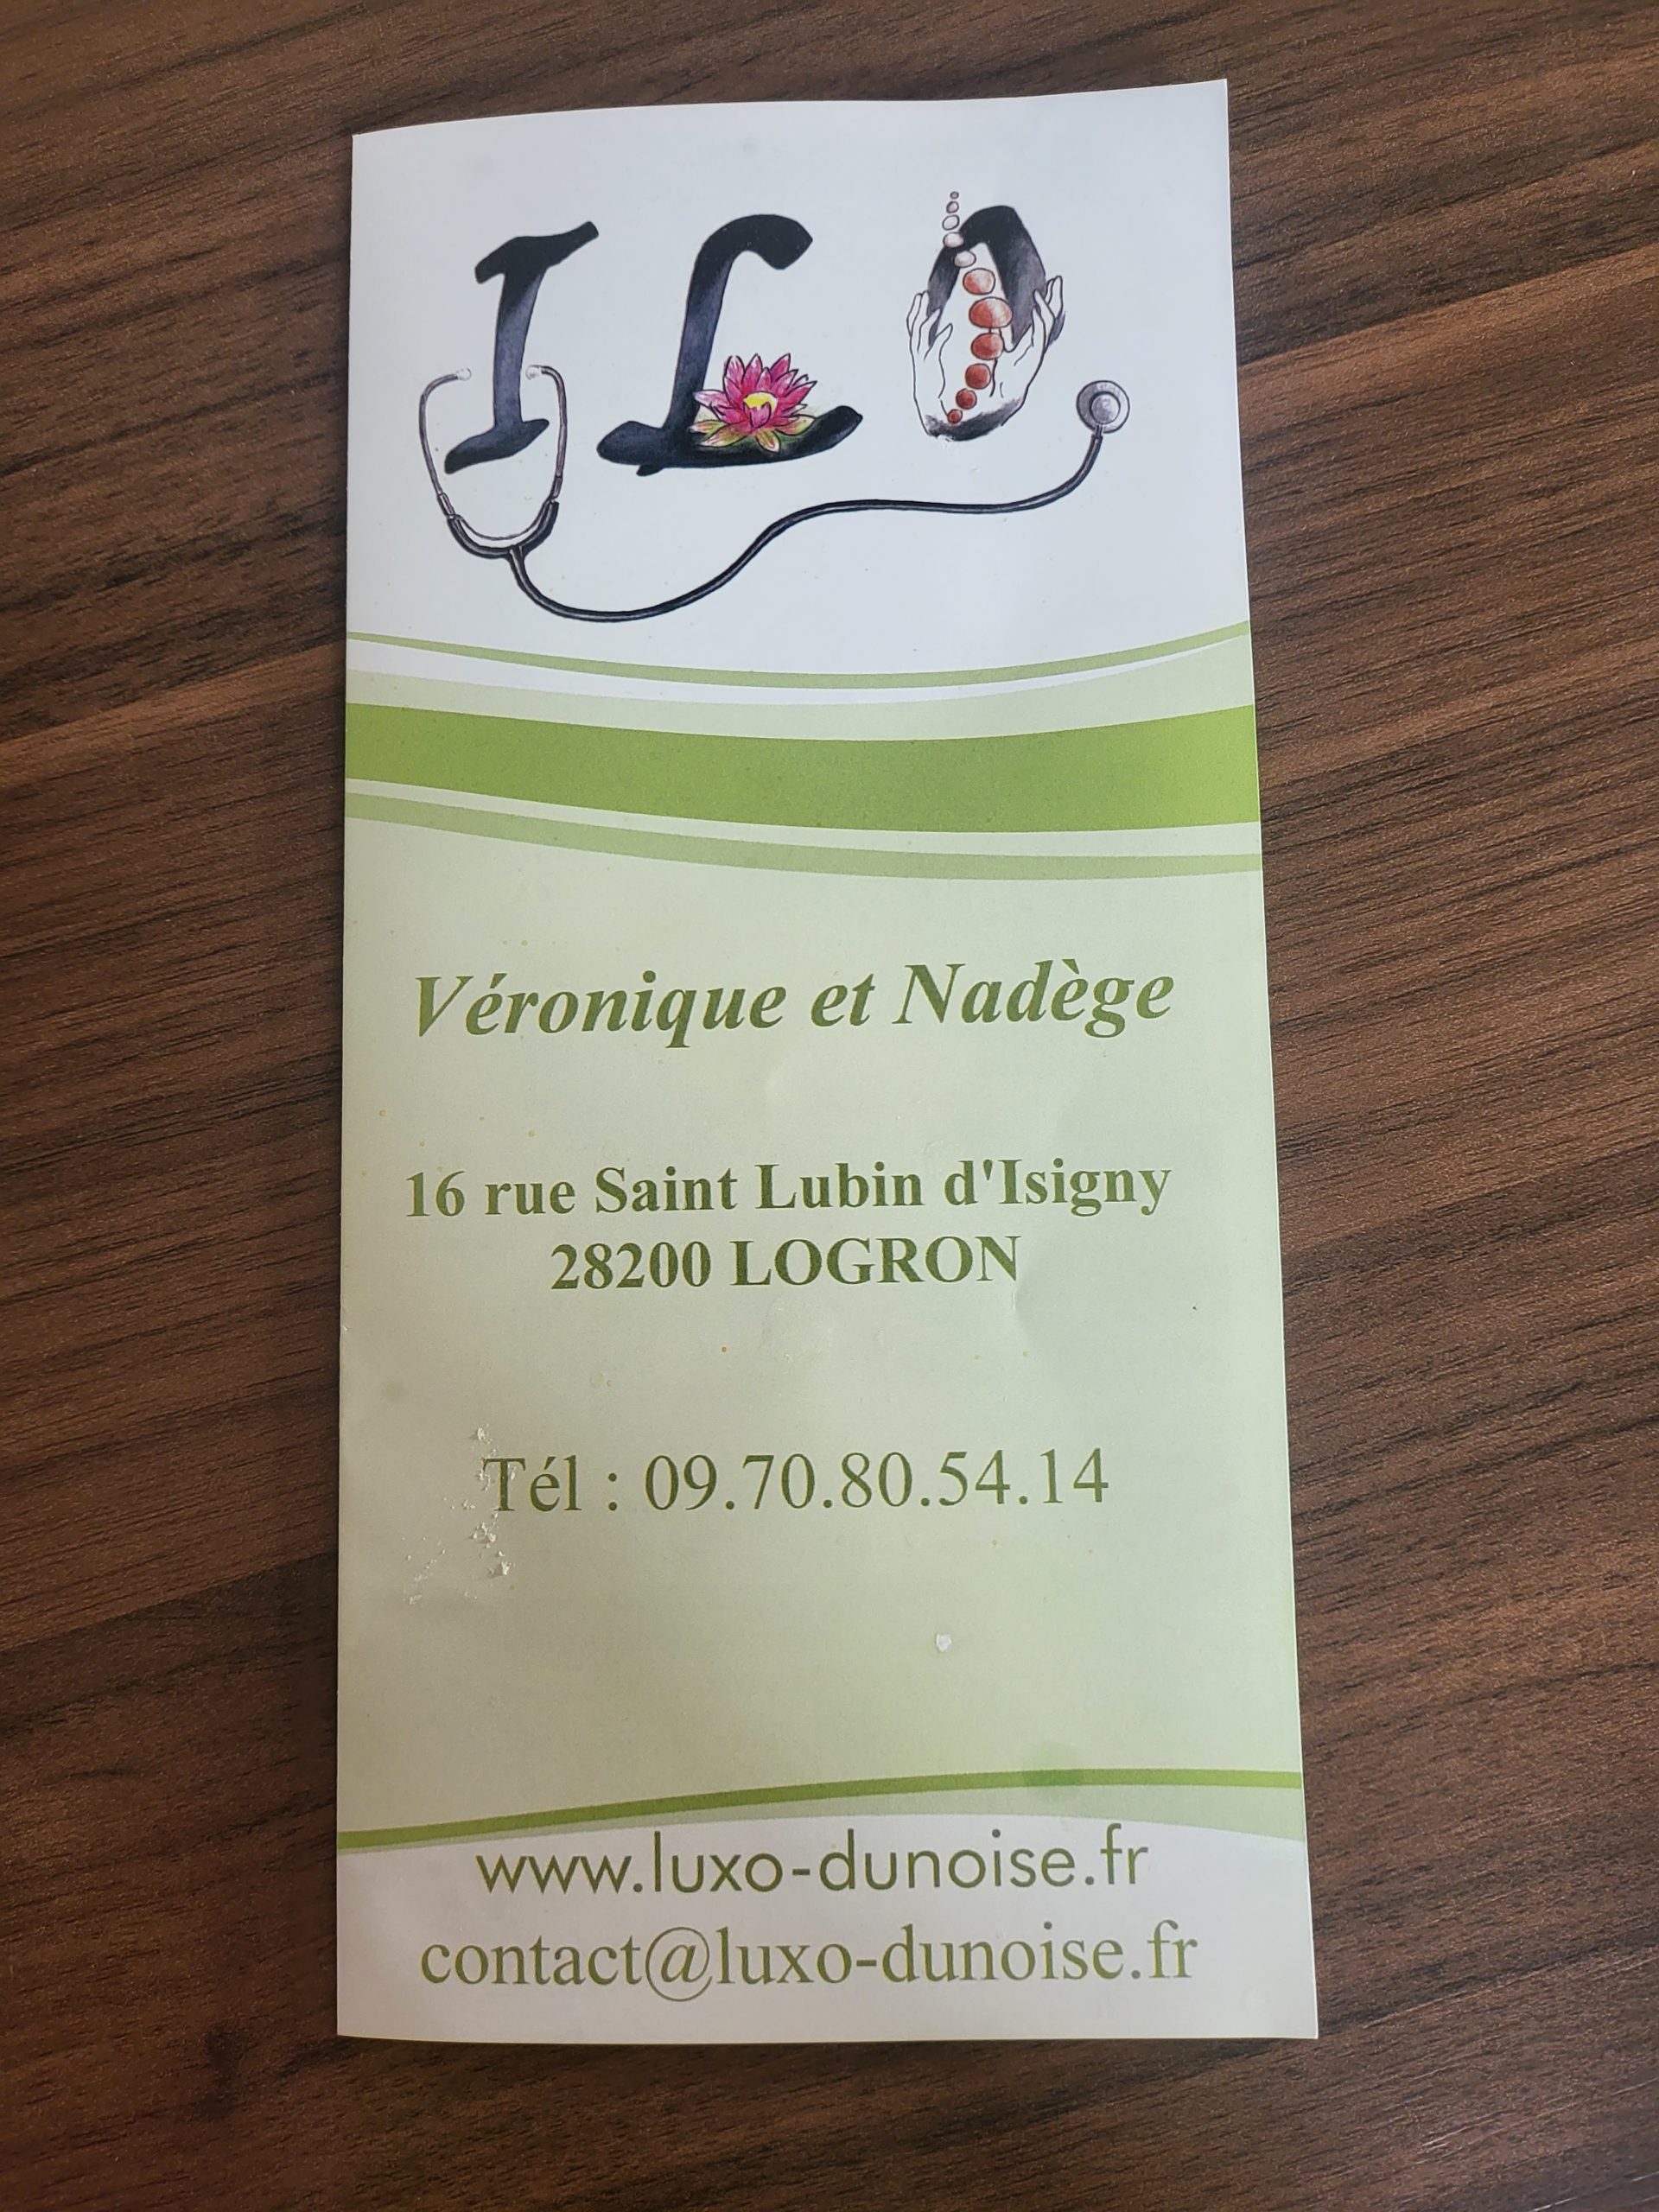 ILO
Véronique et Nadège
16 rue Saint Lubin d'Isigny
28200 LOGRON
Tél : 09.70.80.54.14
www.luxo-dunoise.fr
contact@luxo-dunoise.fr